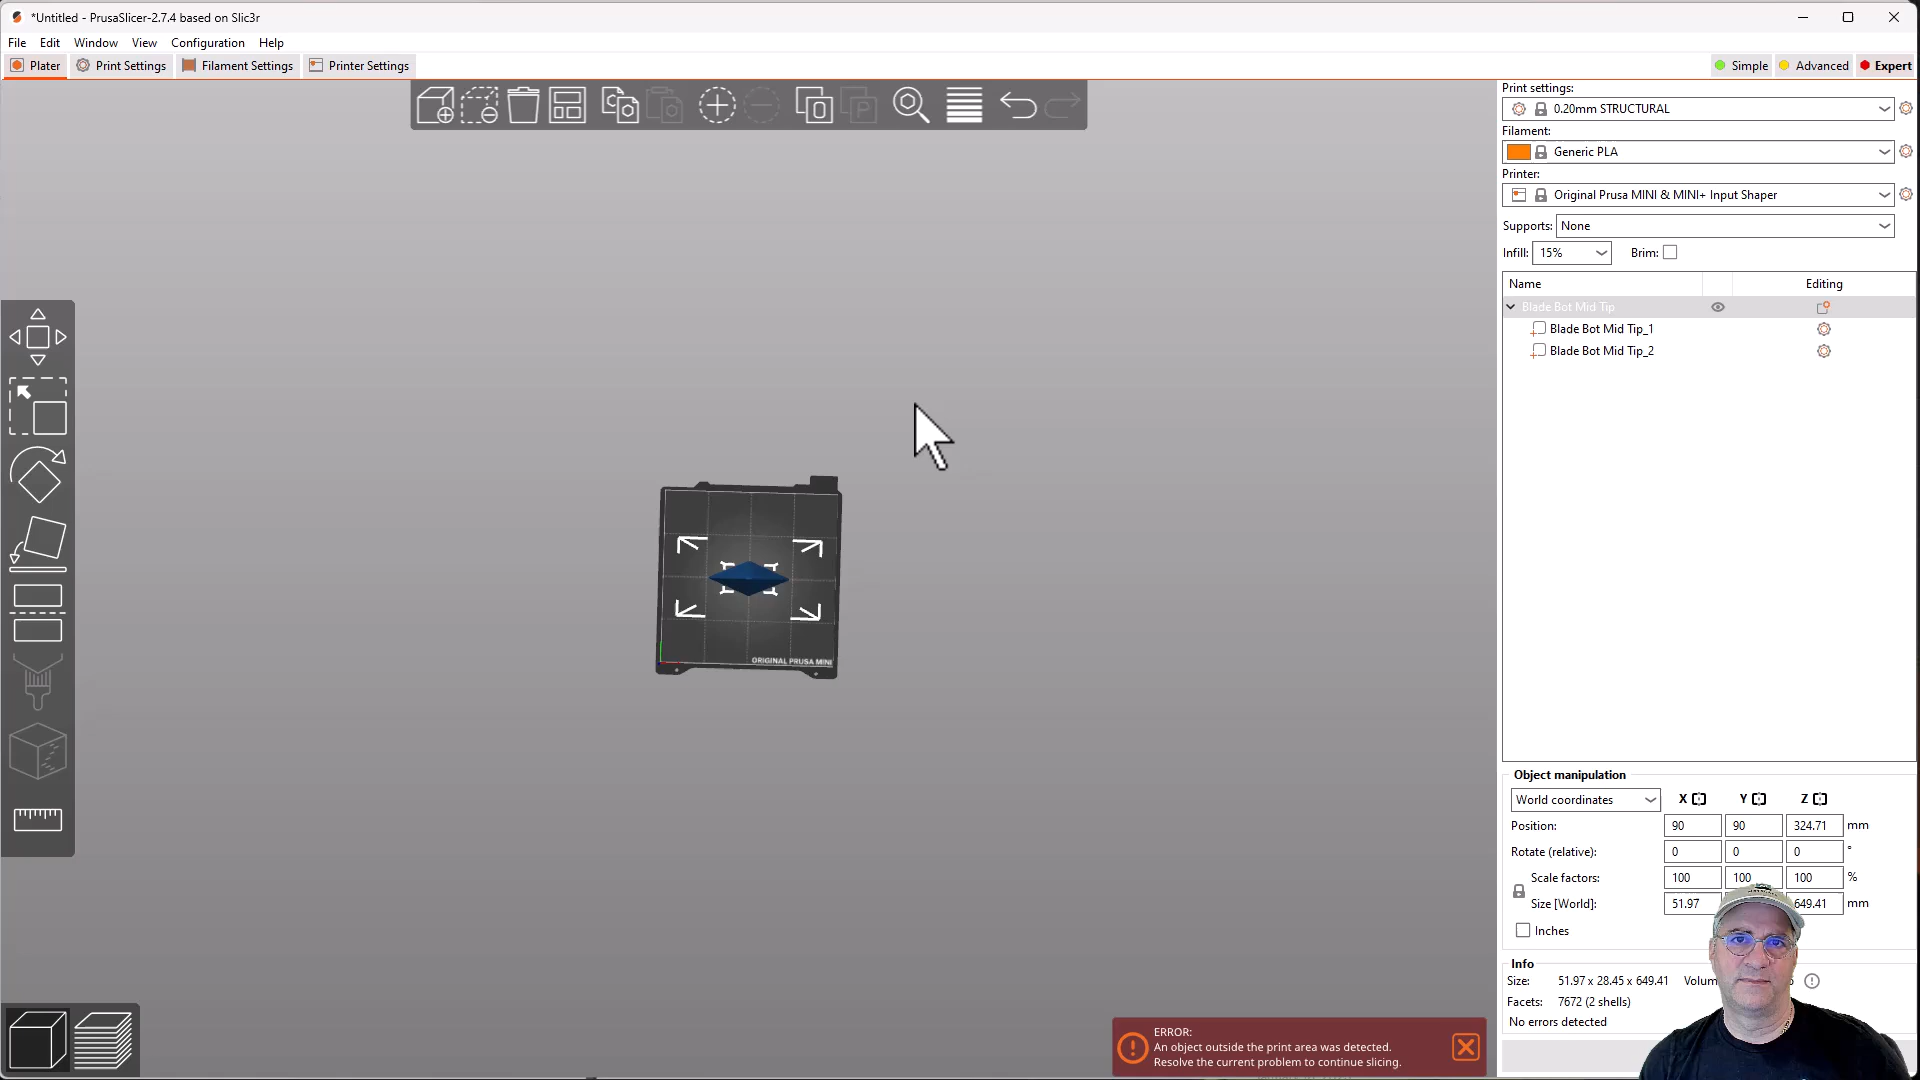 *Untitled - PrusaSlicer-2.7.4 based on Slic3r
File Edit Window View Configuration Help
Plater Print Settings Filament Settings Printer Settings
Simple Advanced Expert
Print settings:
0.20mm STRUCTURAL
Filament:
Generic PLA
Printer:
Original Prusa MINI & MINI+ Input Shaper
Supports: None
Infill: 15% Brim:
Name Editing
Blade Bot Mid Tip
Blade Bot Mid Tip_1
Blade Bot Mid Tip_2
ORIGINAL PRUSA MINI
Object manipulation
World coordinates X Y Z
Position: 90 90 324.71 mm
Rotate (relative): 0 0 0 °
Scale factors: 100 100 100 %
Size [World]: 51.97 649.41 mm
Inches
Info
Size: 51.97 x 28.45 x 649.41
Facets: 7672 (2 shells)
No errors detected
ERROR:
An object outside the print area was detected.
Resolve the current problem to continue slicing.